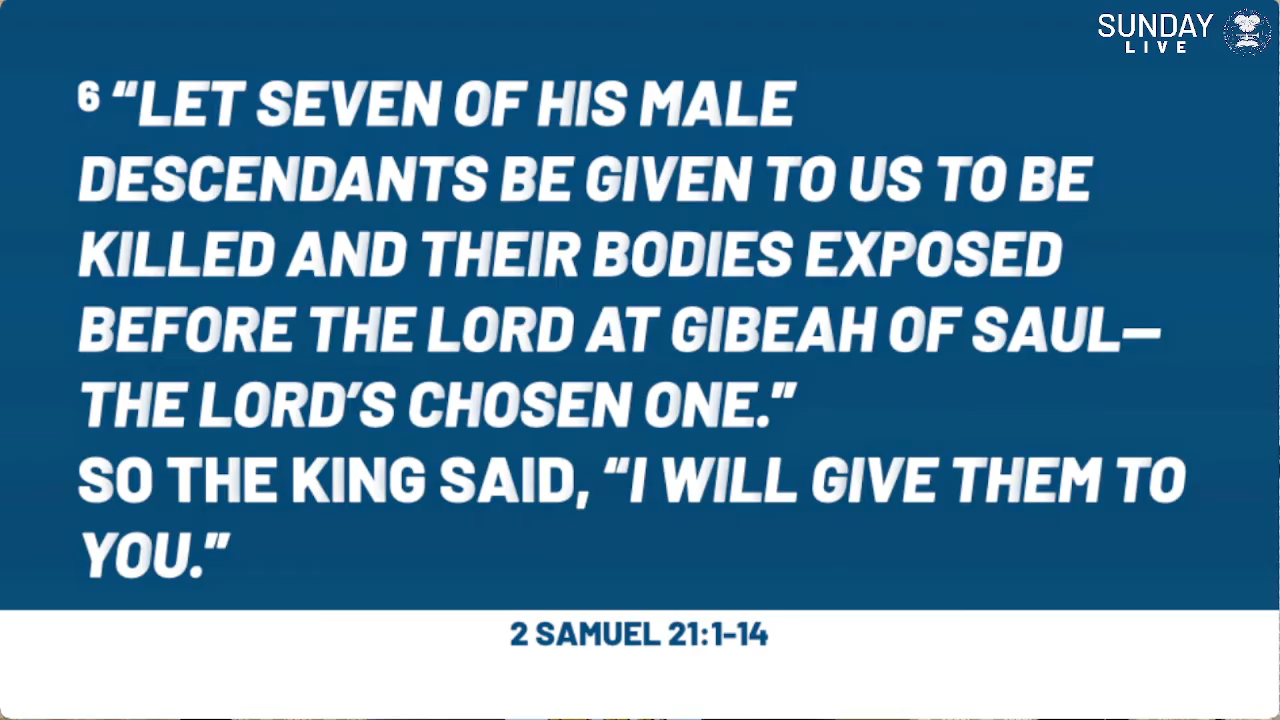 SUNDAY
LIVE
⁶ “LET SEVEN OF HIS MALE
DESCENDANTS BE GIVEN TO US TO BE
KILLED AND THEIR BODIES EXPOSED
BEFORE THE LORD AT GIBEAH OF SAUL—
THE LORD’S CHOSEN ONE.”
SO THE KING SAID, “I WILL GIVE THEM TO
YOU.”
2 SAMUEL 21:1-14